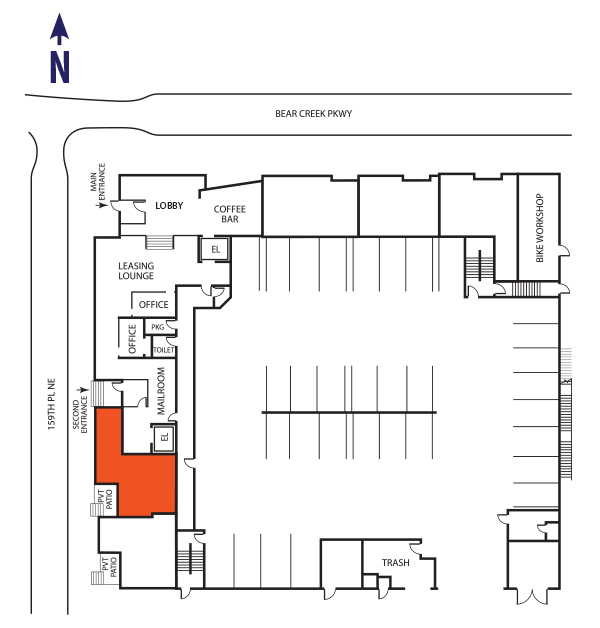 N
BEAR CREEK PKWY
MAIN
ENTRANCE
LOBBY
COFFEE
BAR
BIKE WORKSHOP
EL
LEASING
LOUNGE
OFFICE
OFFICE
PKG
TOILET
MAILROOM
159TH PL NE
SECOND
ENTRANCE
EL
PVT
PATIO
PVT
PATIO
TRASH